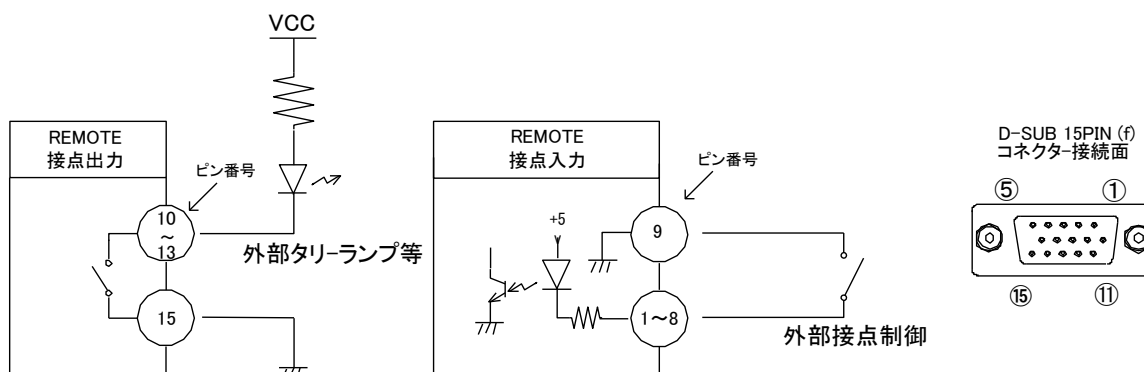 VCC
REMOTE
接点出力
ピン番号
10
～
13
15
外部タリーランプ等
REMOTE
接点入力
ピン番号
+5
9
1～8
外部接点制御
D-SUB 15PIN (f)
コネクター接続面
⑤ ①
⑮ ⑪